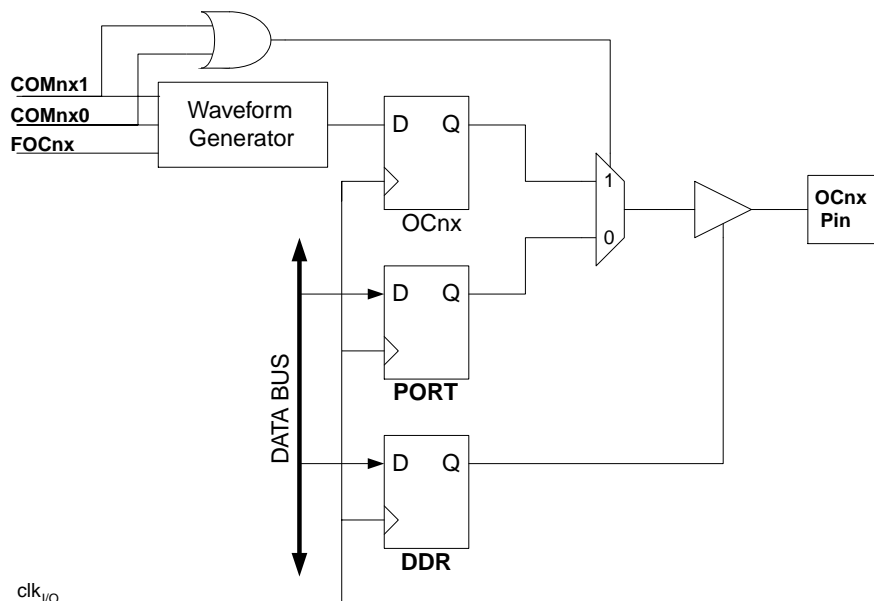 COMnx1
COMnx0
FOCnx
Waveform
Generator
D Q
OCnx
1
0
OCnx
Pin
D Q
PORT
DATA BUS
D Q
DDR
clkI/O